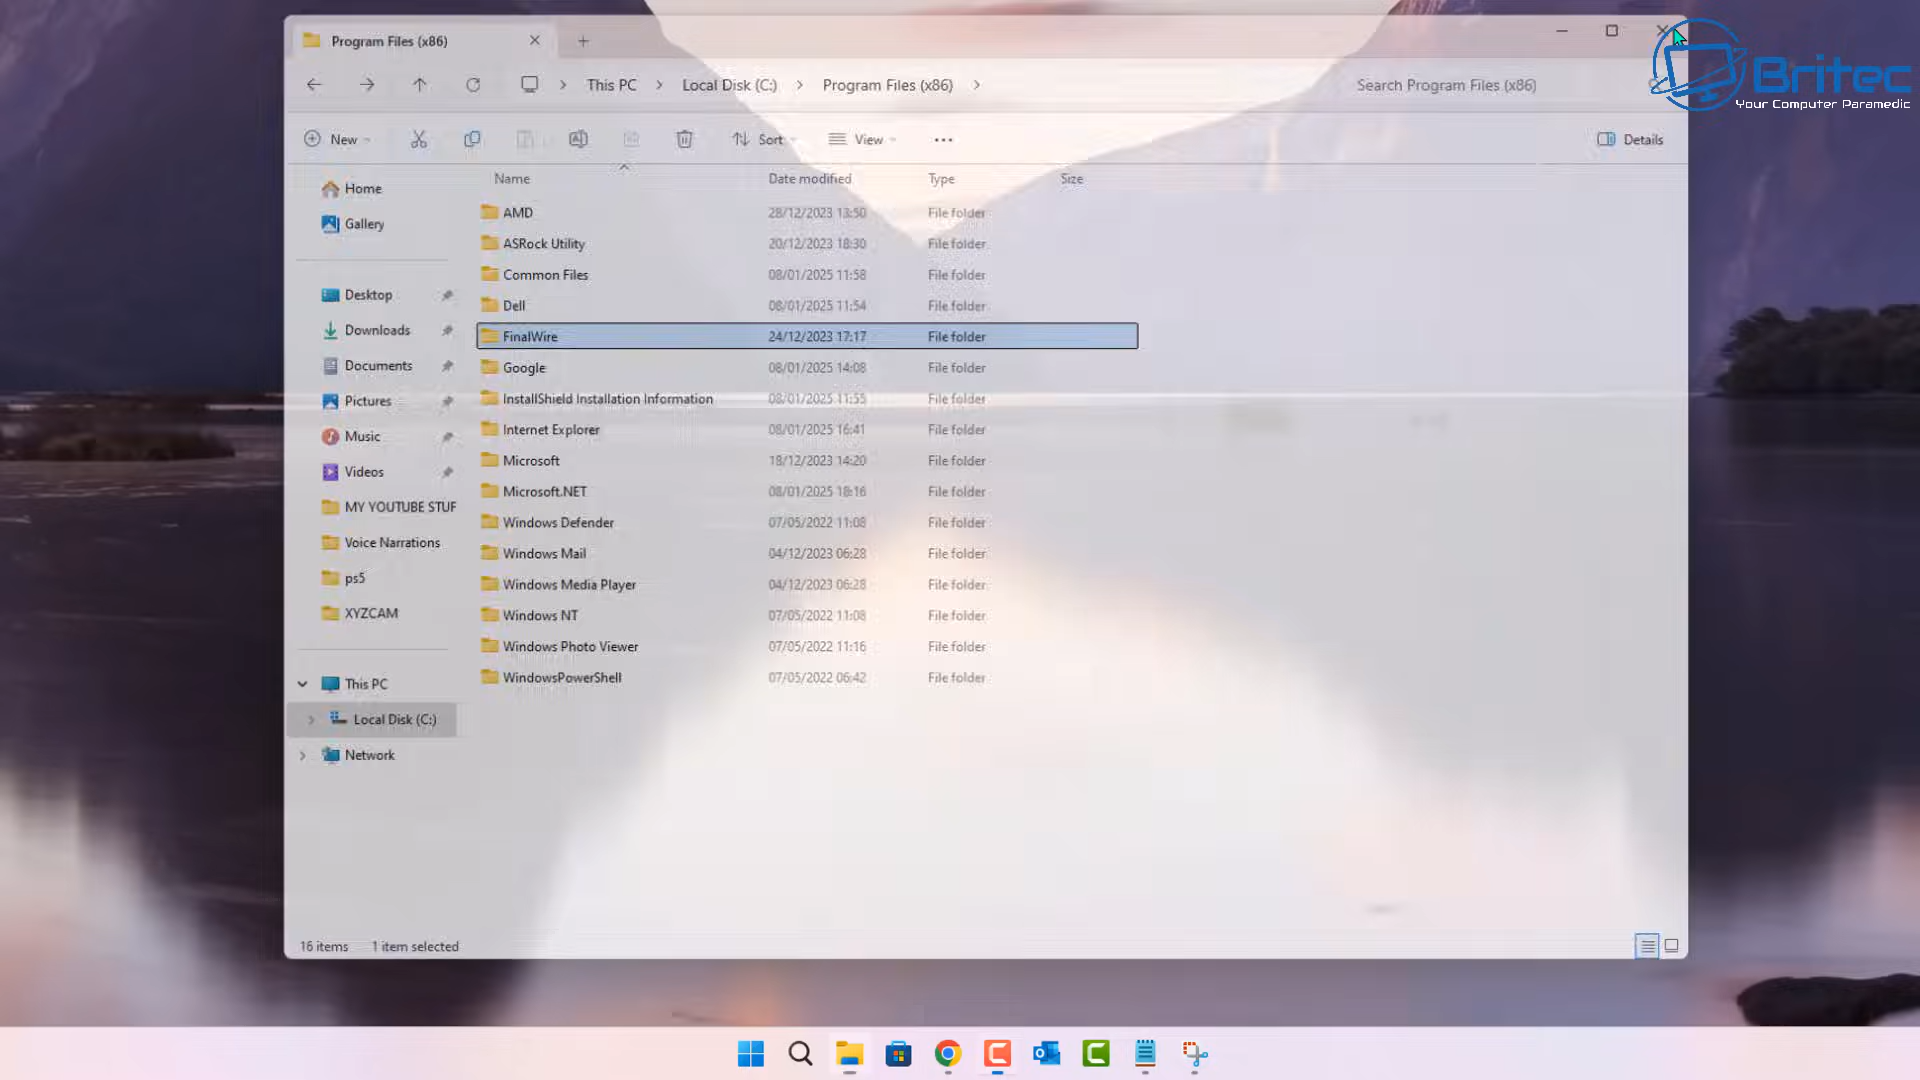 Program Files (x86)
Britec
Your Computer Paramedic
This PC > Local Disk (C:) > Program Files (x86) >
Search Program Files (x86)
New
Sort
View
Details
Name Date modified Type Size
Home
Gallery
Desktop
Downloads
Documents
Pictures
Music
Videos
MY YOUTUBE STUF
Voice Narrations
ps5
XYZCAM
This PC
Local Disk (C:)
Network
AMD 28/12/2023 13:50 File folder
ASRock Utility 20/12/2023 18:30 File folder
Common Files 08/01/2025 11:58 File folder
Dell 08/01/2025 11:54 File folder
FinalWire 24/12/2023 17:17 File folder
Google 08/01/2025 14:08 File folder
InstallShield Installation Information 08/01/2025 11:55 File folder
Internet Explorer 08/01/2025 16:41 File folder
Microsoft 18/12/2023 14:20 File folder
Microsoft.NET 08/01/2025 18:16 File folder
Windows Defender 07/05/2022 11:08 File folder
Windows Mail 04/12/2023 06:28 File folder
Windows Media Player 04/12/2023 06:28 File folder
Windows NT 07/05/2022 11:08 File folder
Windows Photo Viewer 07/05/2022 11:16 File folder
WindowsPowerShell 07/05/2022 06:42 File folder
16 items 1 item selected